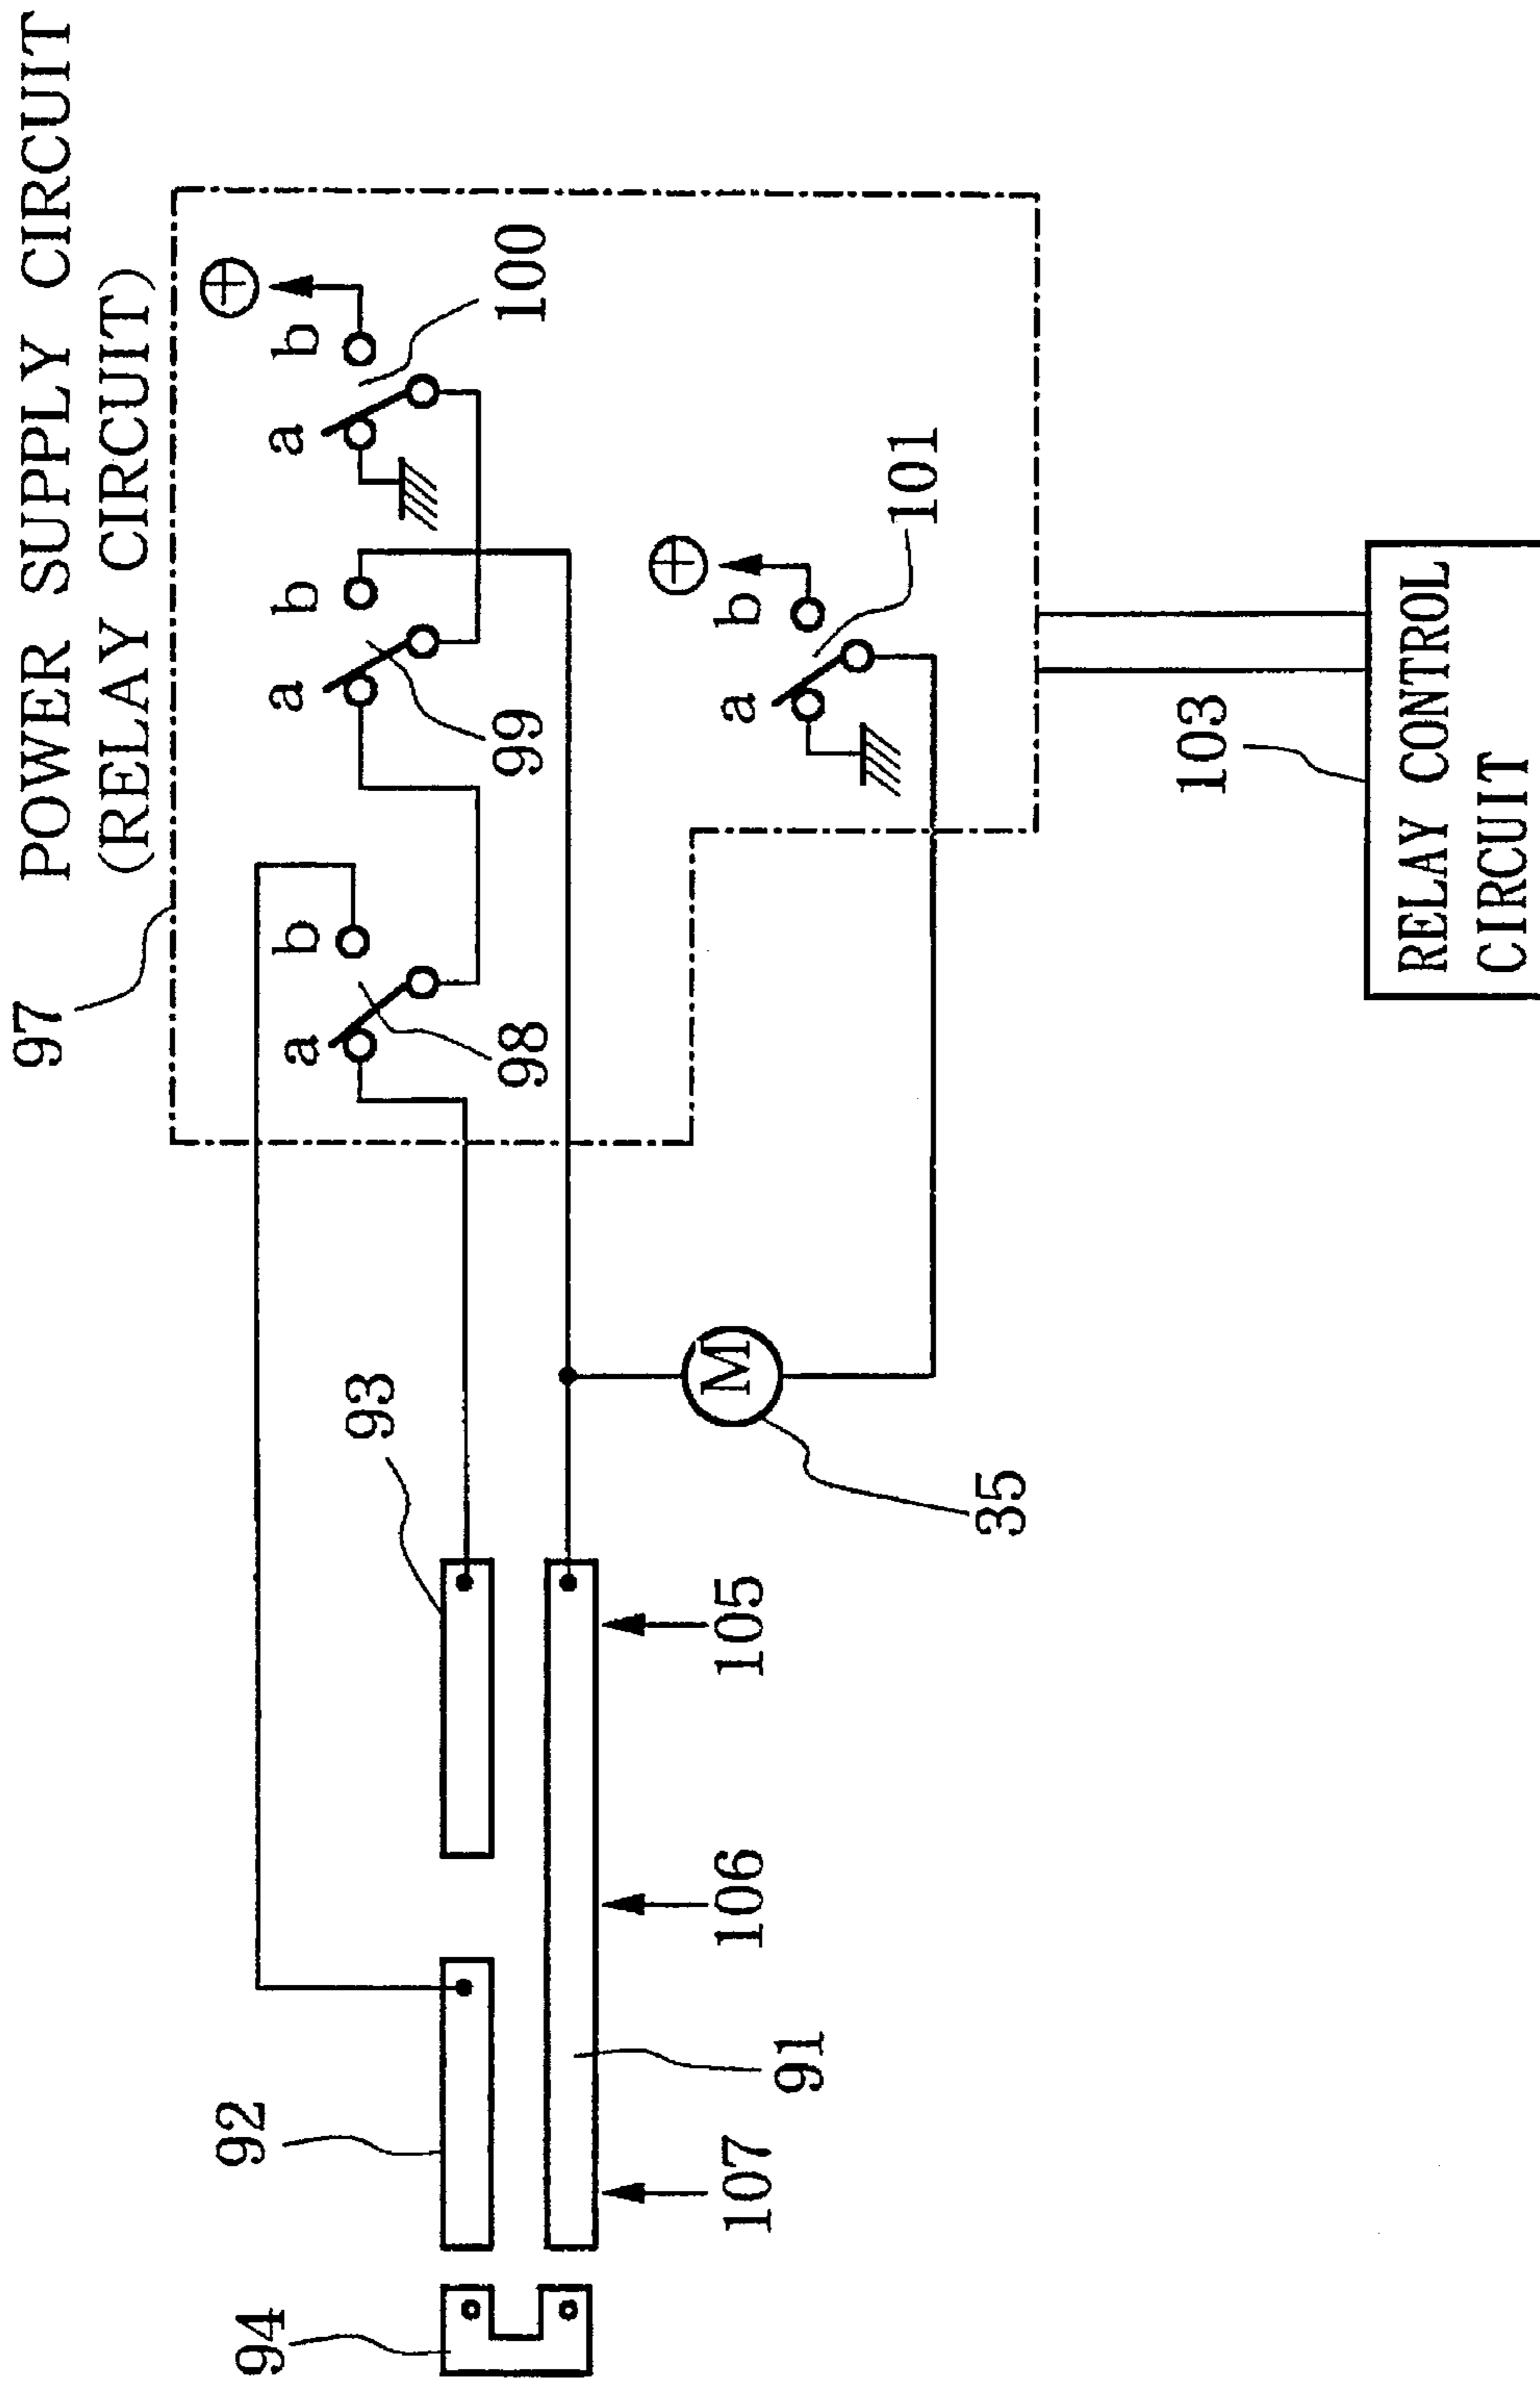 97
POWER SUPPLY CIRCUIT
(RELAY CIRCUIT)
a
b
98
a
b
99
a
b
100
a
b
101
92
93
94
M
35
107
106
105
91
103
RELAY CONTROL
CIRCUIT